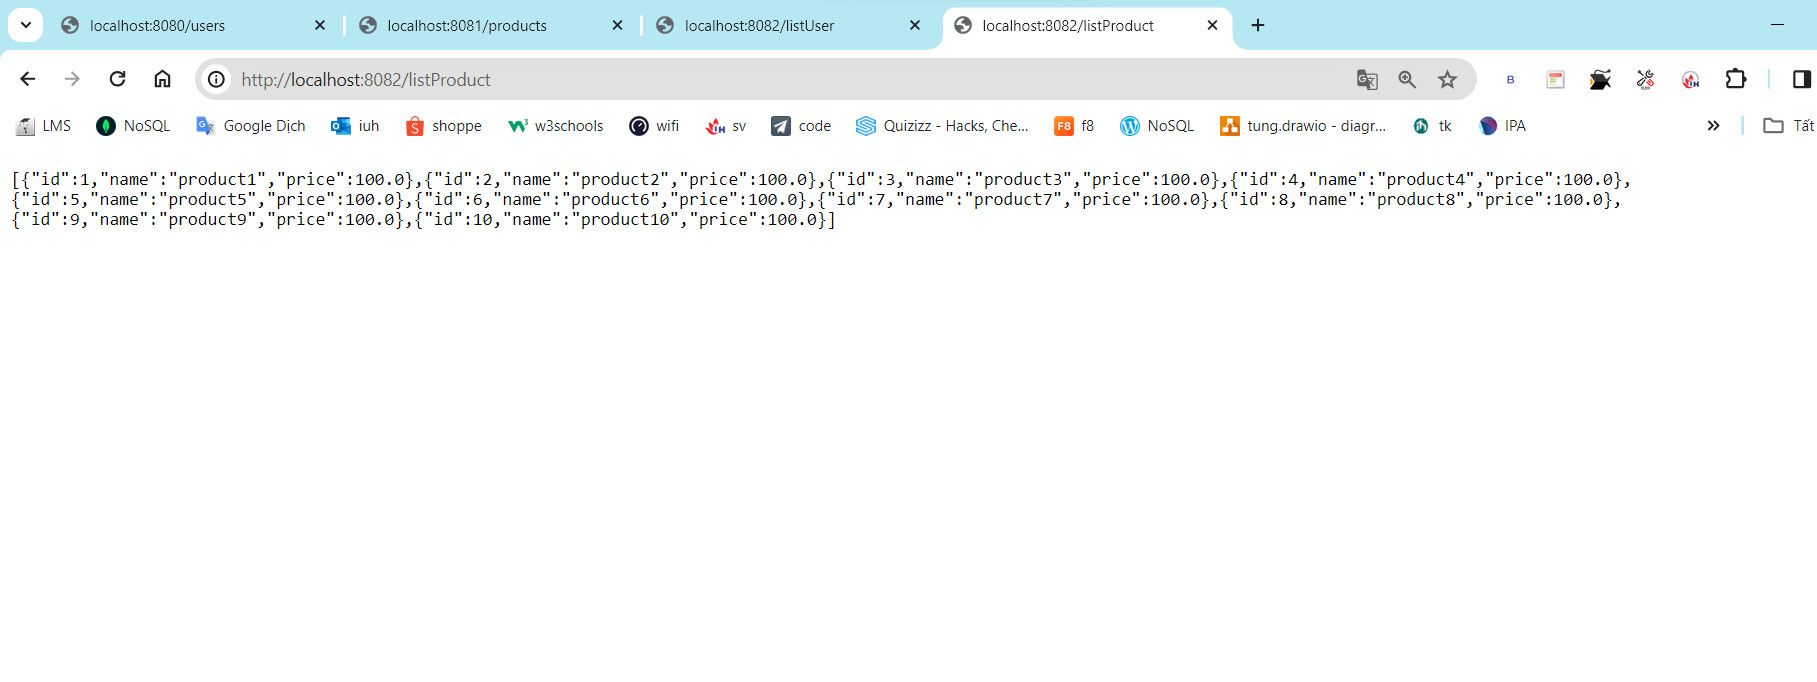 localhost:8080/users localhost:8081/products localhost:8082/listUser localhost:8082/listProduct
http://localhost:8082/listProduct B
LMS NoSQL Google Dịch iuh shoppe w3schools wifi sv code Quizizz - Hacks, Che... F8 f8 NoSQL tung.drawio - diagr... tk IPA Tất
[{"id":1,"name":"product1","price":100.0},{"id":2,"name":"product2","price":100.0},{"id":3,"name":"product3","price":100.0},{"id":4,"name":"product4","price":100.0},
{"id":5,"name":"product5","price":100.0},{"id":6,"name":"product6","price":100.0},{"id":7,"name":"product7","price":100.0},{"id":8,"name":"product8","price":100.0},
{"id":9,"name":"product9","price":100.0},{"id":10,"name":"product10","price":100.0}]